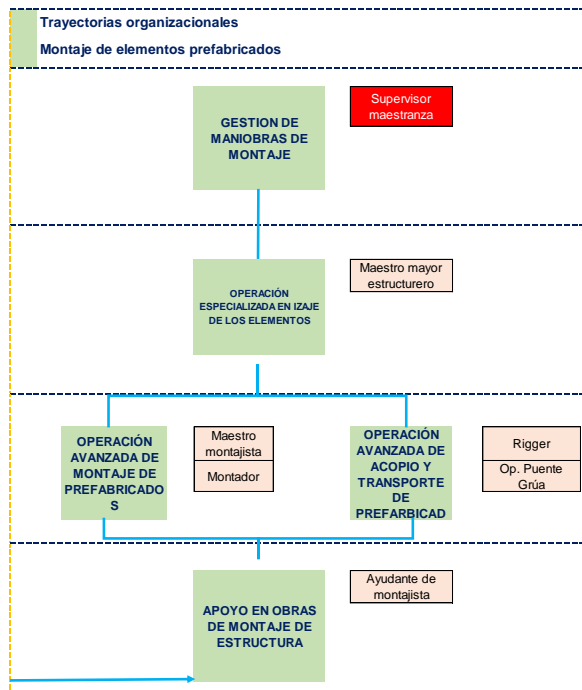 Trayectorias organizacionales
Montaje de elementos prefabricados
GESTION DE
MANIOBRAS DE
MONTAJE
Supervisor
maestranza
OPERACIÓN
ESPECIALIZADA EN IZAJE
DE LOS ELEMENTOS
Maestro mayor
estructurero
OPERACIÓN
AVANZADA DE
MONTAJE DE
PREFABRICADO
S
Maestro
montajista
Montador
OPERACIÓN
AVANZADA DE
ACOPIO Y
TRANSPORTE
DE
PREFARBICAD
Rigger
Op. Puente
Grúa
APOYO EN OBRAS
DE MONTAJE DE
ESTRUCTURA
Ayudante de
montajista